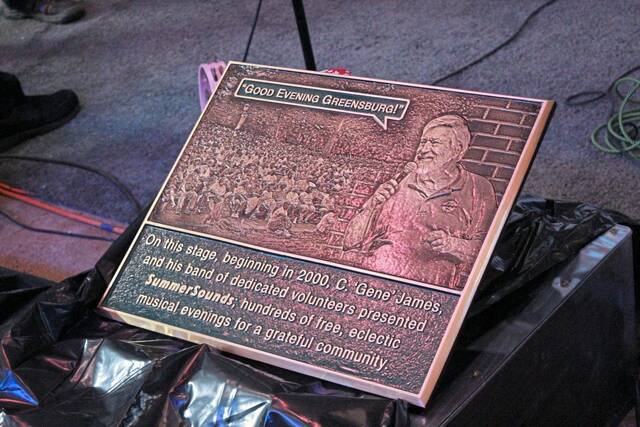 "GOOD EVENING GREENSBURG!"
On this stage, beginning in 2000, C. Gene James,
and his band of dedicated volunteers presented
SummerSounds; hundreds of free, eclectic
musical evenings for a grateful community.